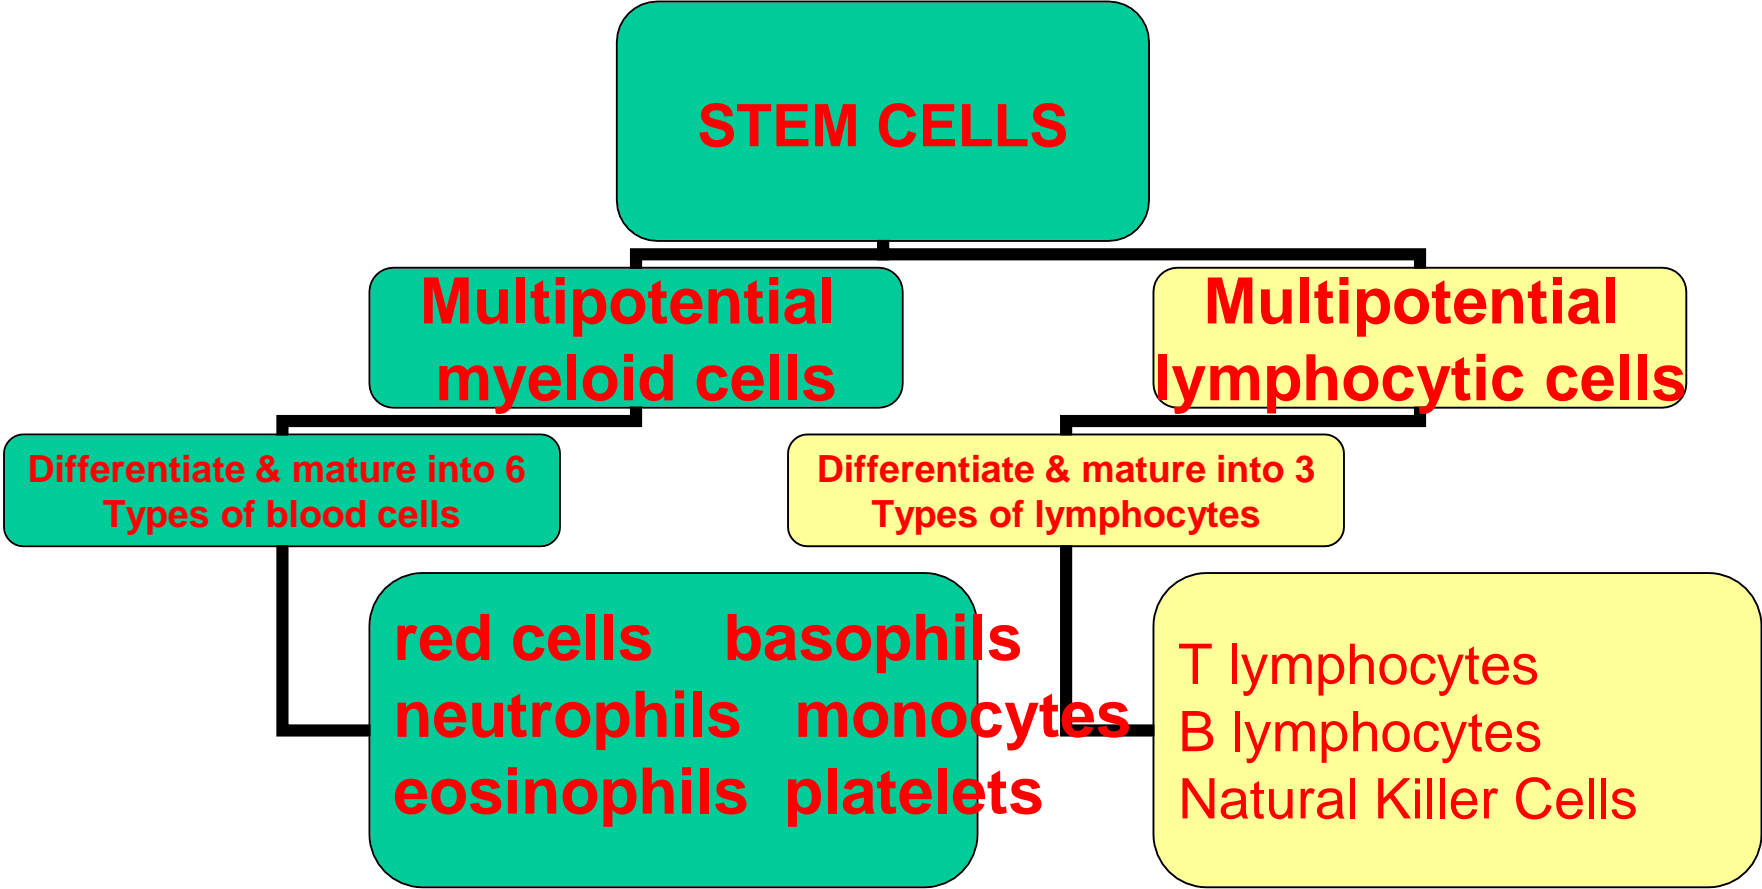 STEM CELLS
Multipotential
myeloid cells
Multipotential
lymphocytic cells
Differentiate & mature into 6
Types of blood cells
Differentiate & mature into 3
Types of lymphocytes
red cells basophils
neutrophils monocytes
eosinophils platelets
T lymphocytes
B lymphocytes
Natural Killer Cells